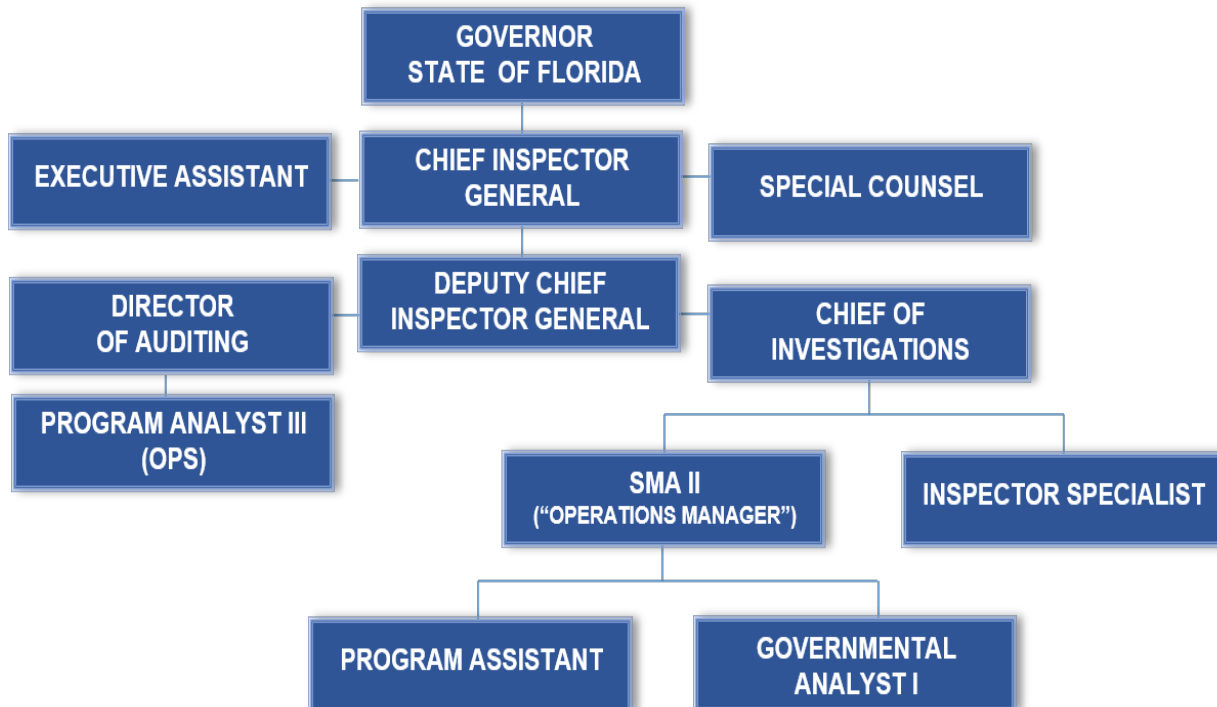 GOVERNOR
STATE OF FLORIDA
EXECUTIVE ASSISTANT
CHIEF INSPECTOR
GENERAL
SPECIAL COUNSEL
DIRECTOR
OF AUDITING
DEPUTY CHIEF
INSPECTOR GENERAL
CHIEF OF
INVESTIGATIONS
PROGRAM ANALYST III
(OPS)
SMA II
(“OPERATIONS MANAGER”)
INSPECTOR SPECIALIST
PROGRAM ASSISTANT
GOVERNMENTAL
ANALYST I